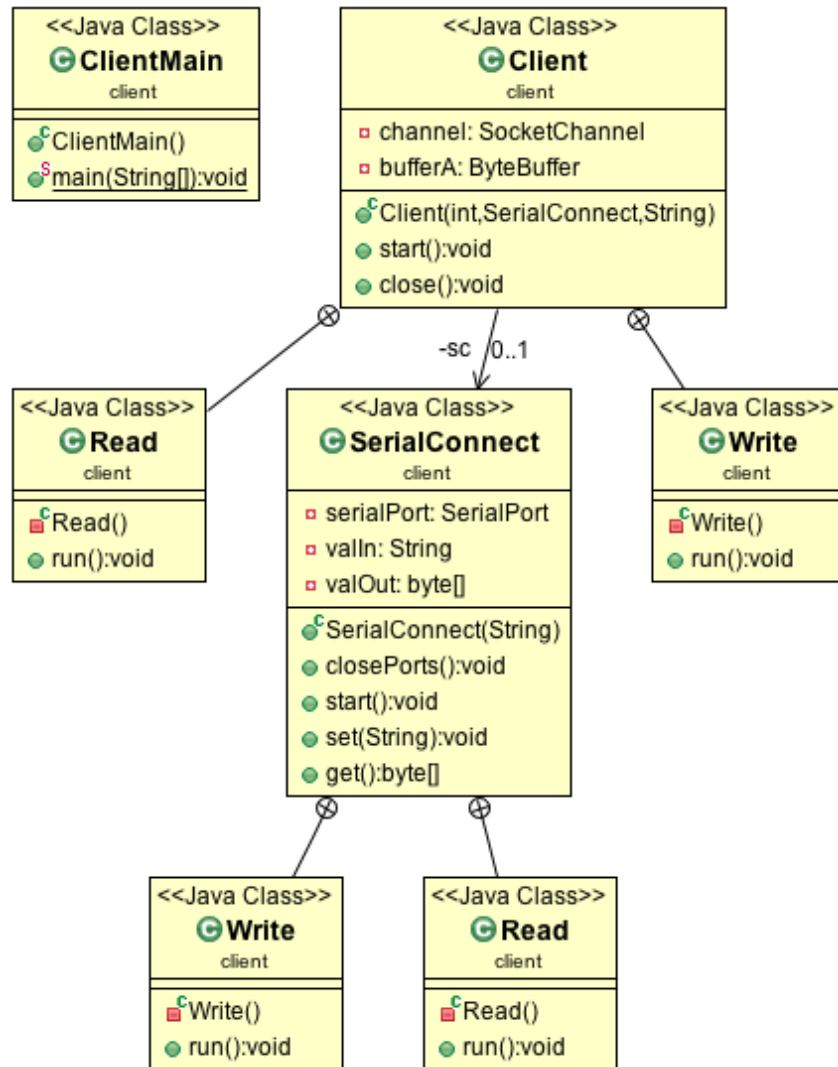 <<Java Class>>
ClientMain
client
ClientMain()
main(String[]):void
<<Java Class>>
Client
client
channel: SocketChannel
bufferA: ByteBuffer
Client(int,SerialConnect,String)
start():void
close():void
-sc 0..1
<<Java Class>>
Read
client
Read()
run():void
<<Java Class>>
SerialConnect
client
serialPort: SerialPort
valIn: String
valOut: byte[]
SerialConnect(String)
closePorts():void
start():void
set(String):void
get():byte[]
<<Java Class>>
Write
client
Write()
run():void
<<Java Class>>
Write
client
Write()
run():void
<<Java Class>>
Read
client
Read()
run():void